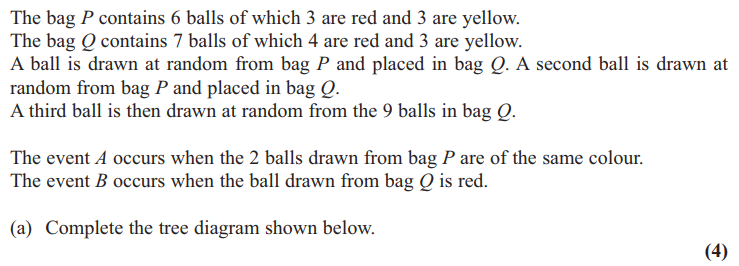 The bag P contains 6 balls of which 3 are red and 3 are yellow.
The bag Q contains 7 balls of which 4 are red and 3 are yellow.
A ball is drawn at random from bag P and placed in bag Q. A second ball is drawn at
random from bag P and placed in bag Q.
A third ball is then drawn at random from the 9 balls in bag Q.
The event A occurs when the 2 balls drawn from bag P are of the same colour.
The event B occurs when the ball drawn from bag Q is red.
(a) Complete the tree diagram shown below.
(4)